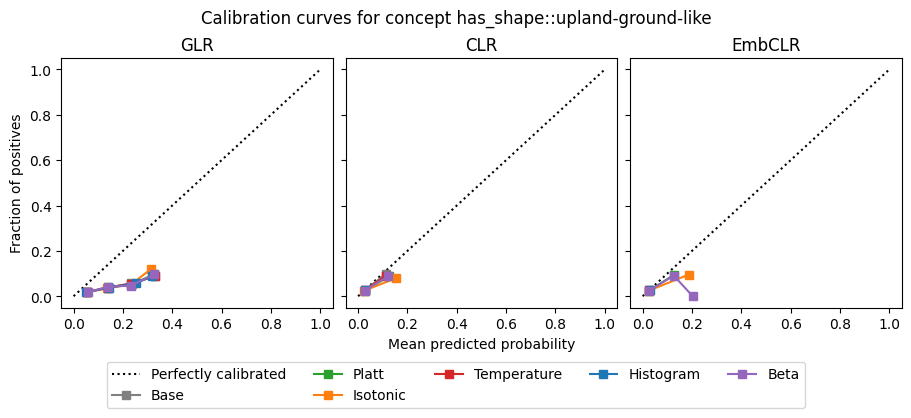 Calibration curves for concept has_shape::upland-ground-like
GLR
CLR
EmbCLR
Fraction of positives
1.0
0.8
0.6
0.4
0.2
0.0
0.0 0.2 0.4 0.6 0.8 1.0
0.0 0.2 0.4 0.6 0.8 1.0
0.0 0.2 0.4 0.6 0.8 1.0
Mean predicted probability
Perfectly calibrated
Base
Platt
Isotonic
Temperature
Histogram
Beta